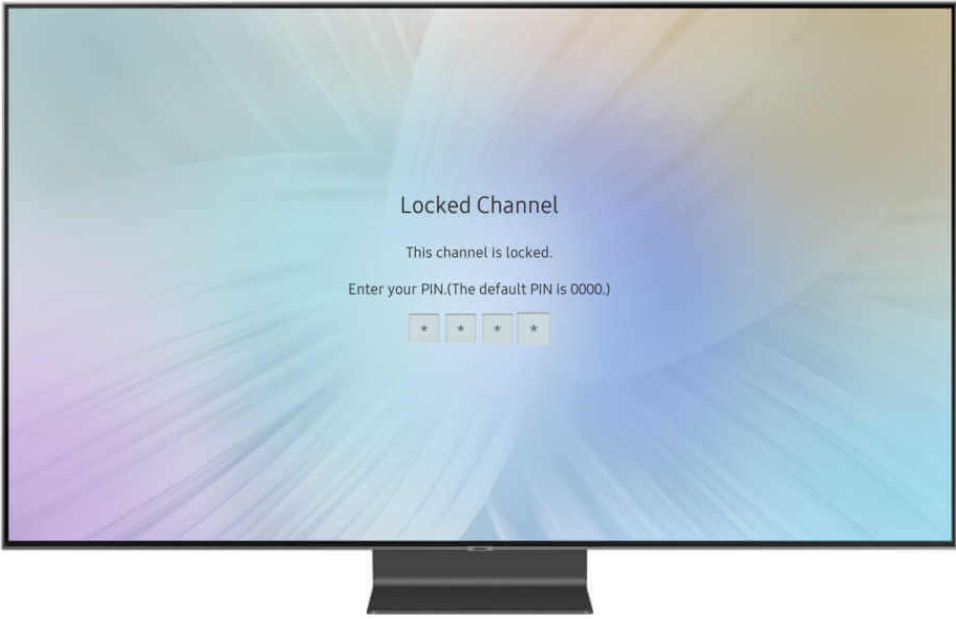 Locked Channel
This channel is locked.
Enter your PIN.(The default PIN is 0000.)
* * * *